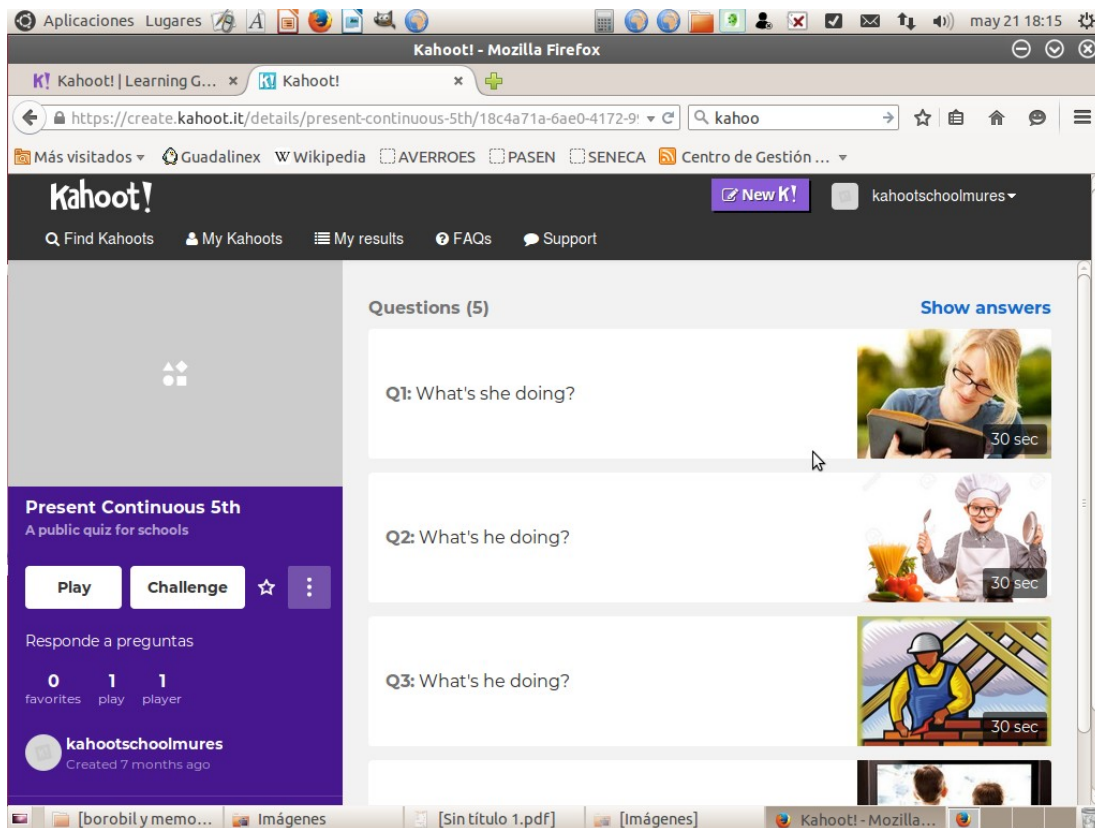 Aplicaciones Lugares may 21 18:15
Kahoot! - Mozilla Firefox
K! Kahoot! | Learning G... Kahoot!
https://create.kahoot.it/details/present-continuous-5th/18c4a71a-6ae0-4172-9 kahoo
Más visitados Guadalinex W Wikipedia AVERROES PASEN SENECA Centro de Gestión ...
Kahoot! New K! kahootschoolmures
Find Kahoots My Kahoots My results FAQs Support
Questions (5) Show answers
Q1: What's she doing?
30 sec
Q2: What's he doing?
30 sec
Q3: What's he doing?
30 sec
Present Continuous 5th
A public quiz for schools
Play Challenge
Responde a preguntas
0 1 1
favorites play player
kahootschoolmures
Created 7 months ago
[borobil y memo... Imágenes [Sin título 1.pdf] [Imágenes] Kahoot! - Mozilla...